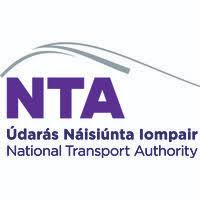 NTA
Údarás Náisiúnta Iompair
National Transport Authority